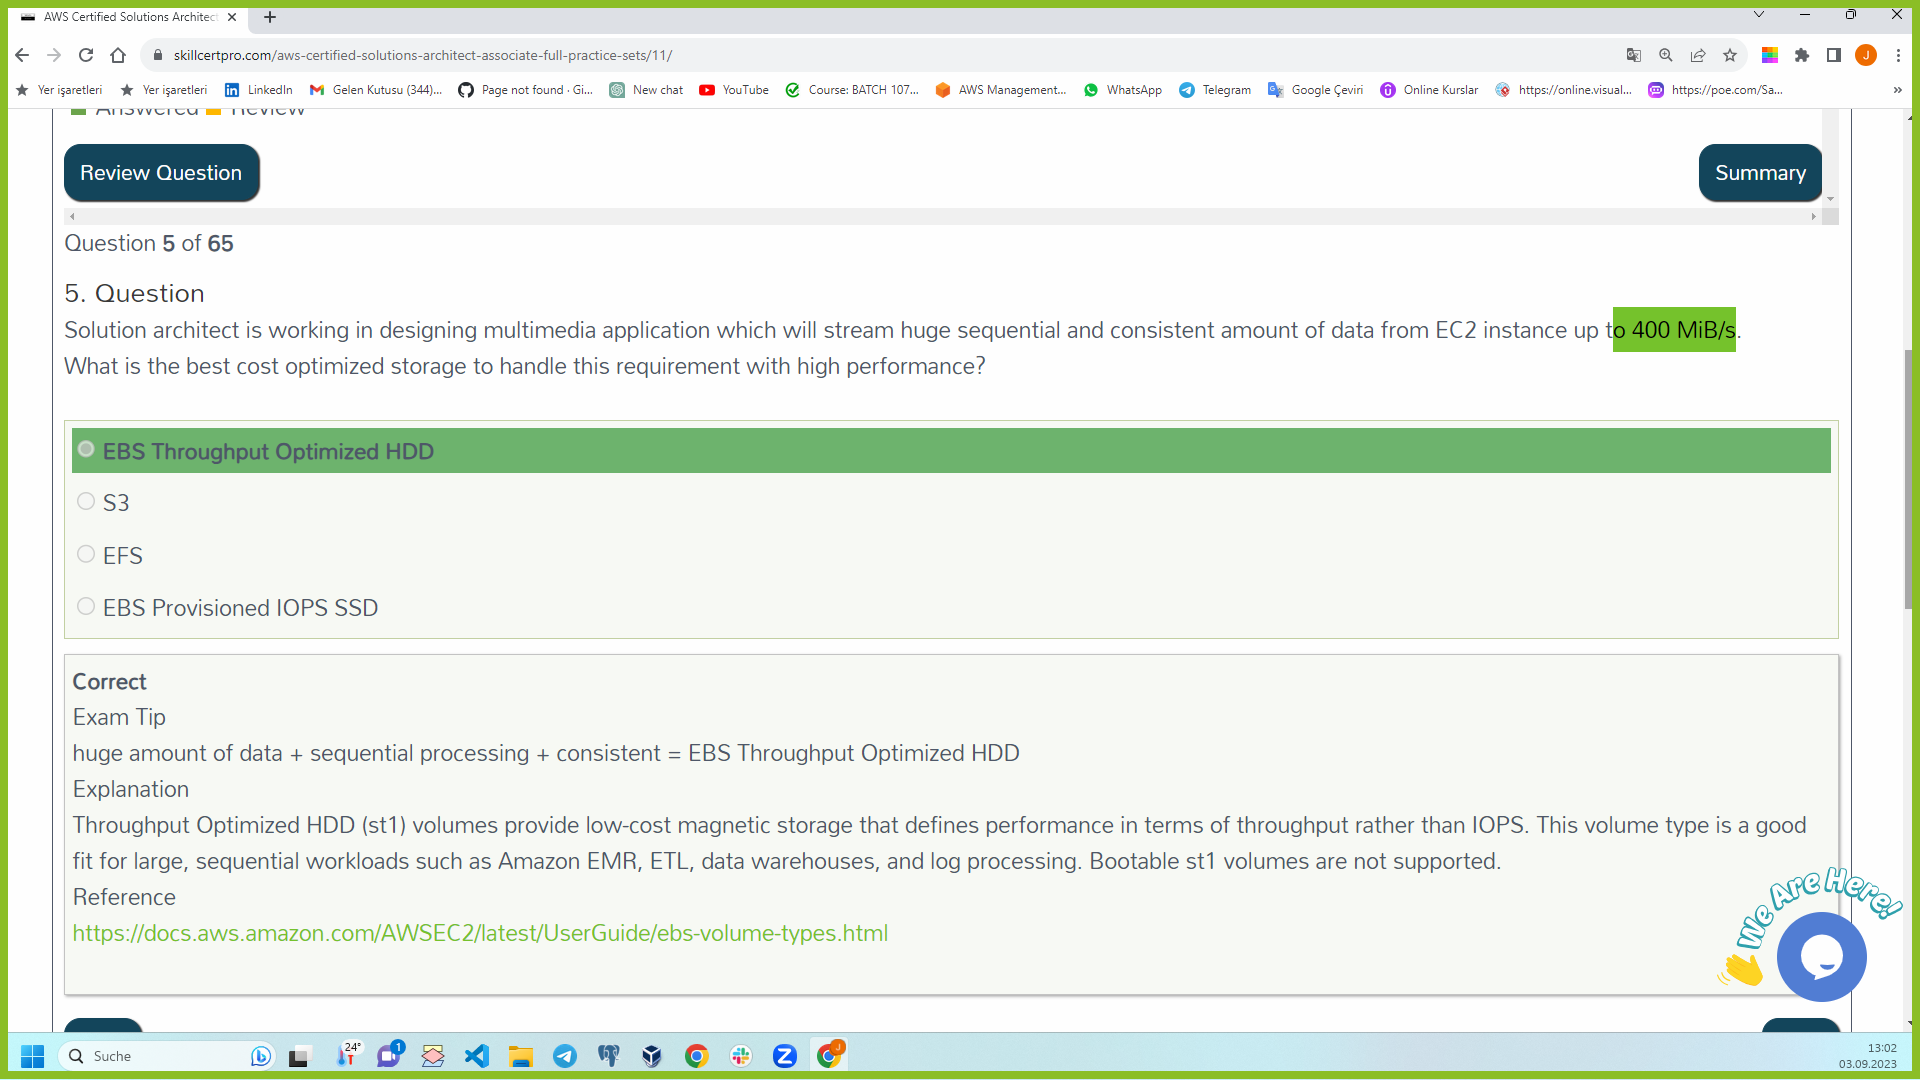 AWS Certified Solutions Architect
skillcertpro.com/aws-certified-solutions-architect-associate-full-practice-sets/11/
J
Yer işaretleri
Yer işaretleri
LinkedIn
Gelen Kutusu (344)...
Page not found · Gi...
New chat
YouTube
Course: BATCH 107...
AWS Management...
WhatsApp
Telegram
Google Çeviri
Online Kurslar
https://online.visual...
https://poe.com/Sa...
»
Answered Review
Review Question
Summary
Question 5 of 65
5. Question
Solution architect is working in designing multimedia application which will stream huge sequential and consistent amount of data from EC2 instance up to 400 MiB/s.
What is the best cost optimized storage to handle this requirement with high performance?
EBS Throughput Optimized HDD
S3
EFS
EBS Provisioned IOPS SSD
Correct
Exam Tip
huge amount of data + sequential processing + consistent = EBS Throughput Optimized HDD
Explanation
Throughput Optimized HDD (st1) volumes provide low-cost magnetic storage that defines performance in terms of throughput rather than IOPS. This volume type is a good
fit for large, sequential workloads such as Amazon EMR, ETL, data warehouses, and log processing. Bootable st1 volumes are not supported.
Reference
https://docs.aws.amazon.com/AWSEC2/latest/UserGuide/ebs-volume-types.html
We Are Here!
Suche
24°
1
J
13:02
03.09.2023